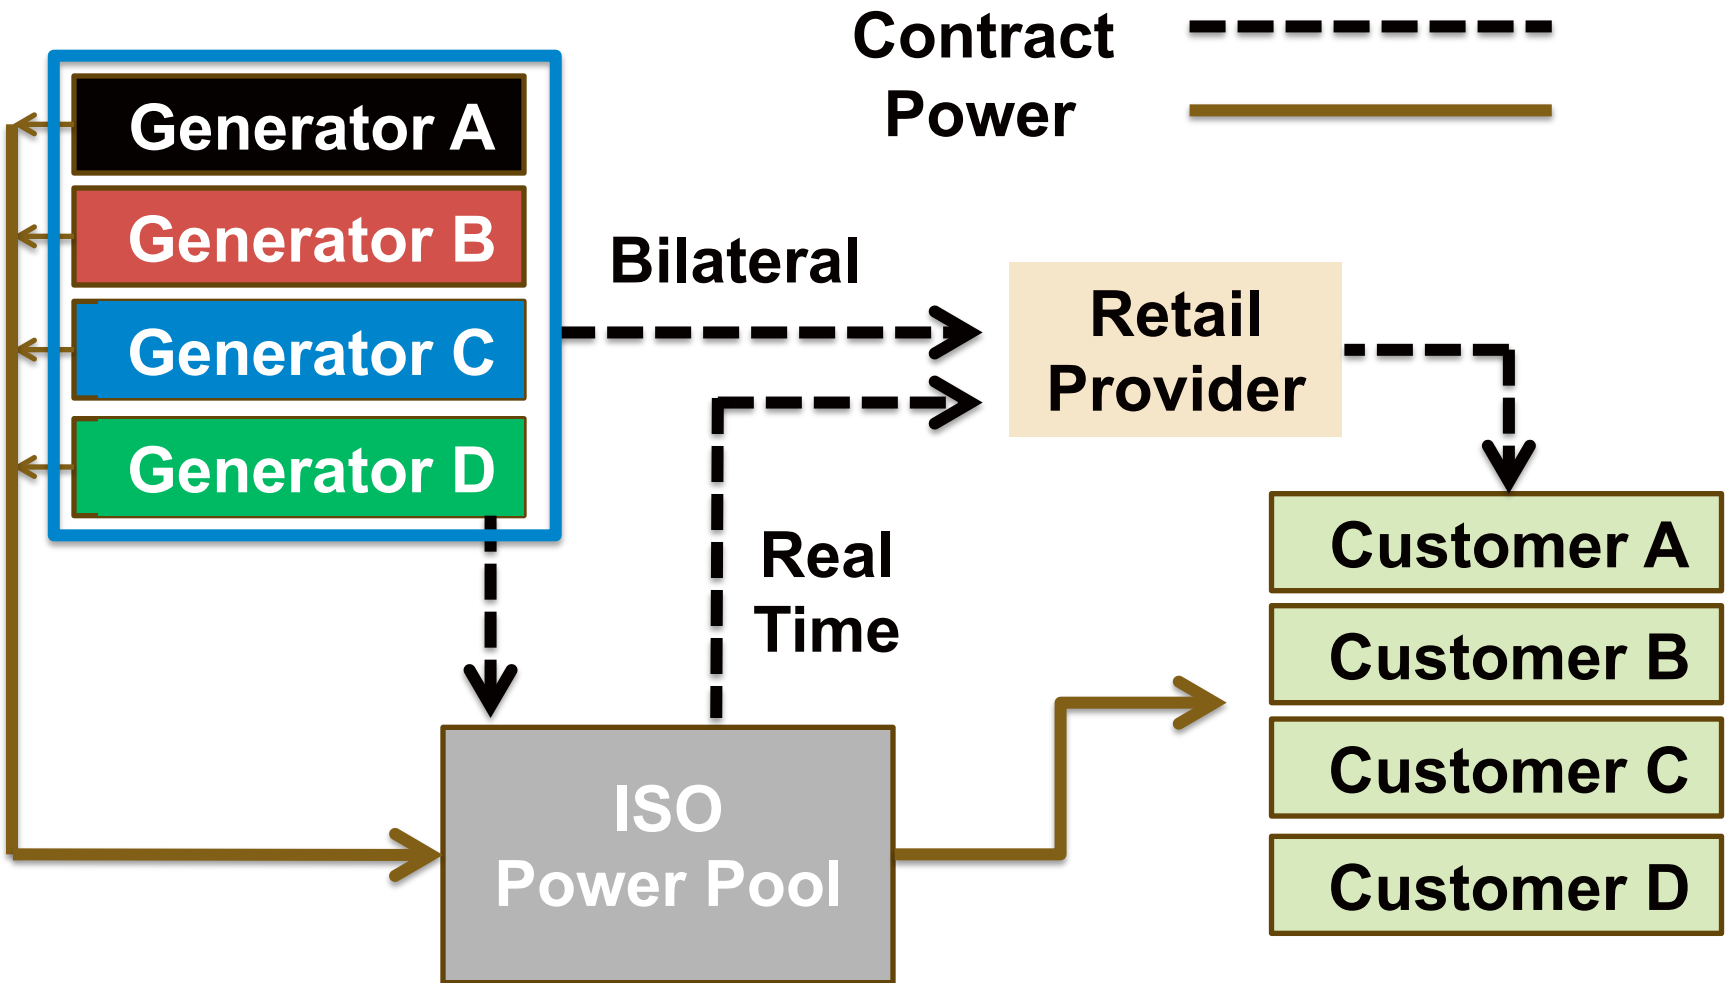 Contract
Power
Generator A
Generator B
Generator C
Generator D
Bilateral
Retail
Provider
Real
Time
Customer A
Customer B
Customer C
Customer D
ISO
Power Pool